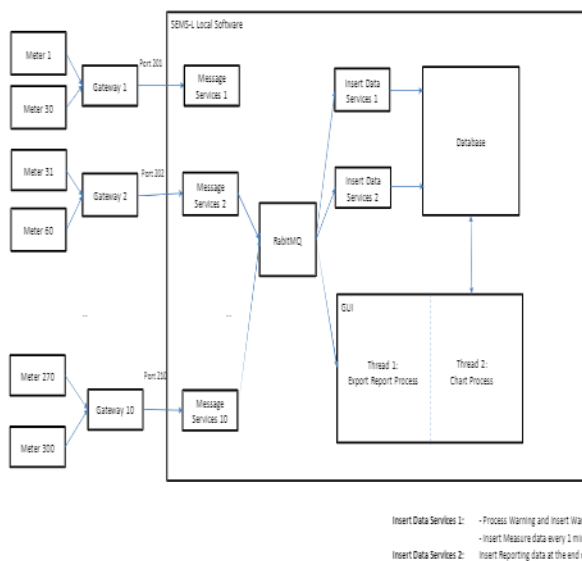 SEMS-L Local Software
Meter 1
Meter 30
Gateway 1
Port 201
Message
Services 1
Meter 31
Meter 60
Gateway 2
Port 202
Message
Services 2
RabitMQ
Insert Data
Services 1
Insert Data
Services 2
Database
GUI
Thread 1:
Export Report Process
Thread 2:
Chart Process
...
...
Meter 270
Meter 300
Gateway 10
Port 210
Message
Services 10
Insert Data Services 1: - Process Warning and Insert Wa
- Insert Measure data every 1 mi
Insert Data Services 2: Insert Reporting data at the end